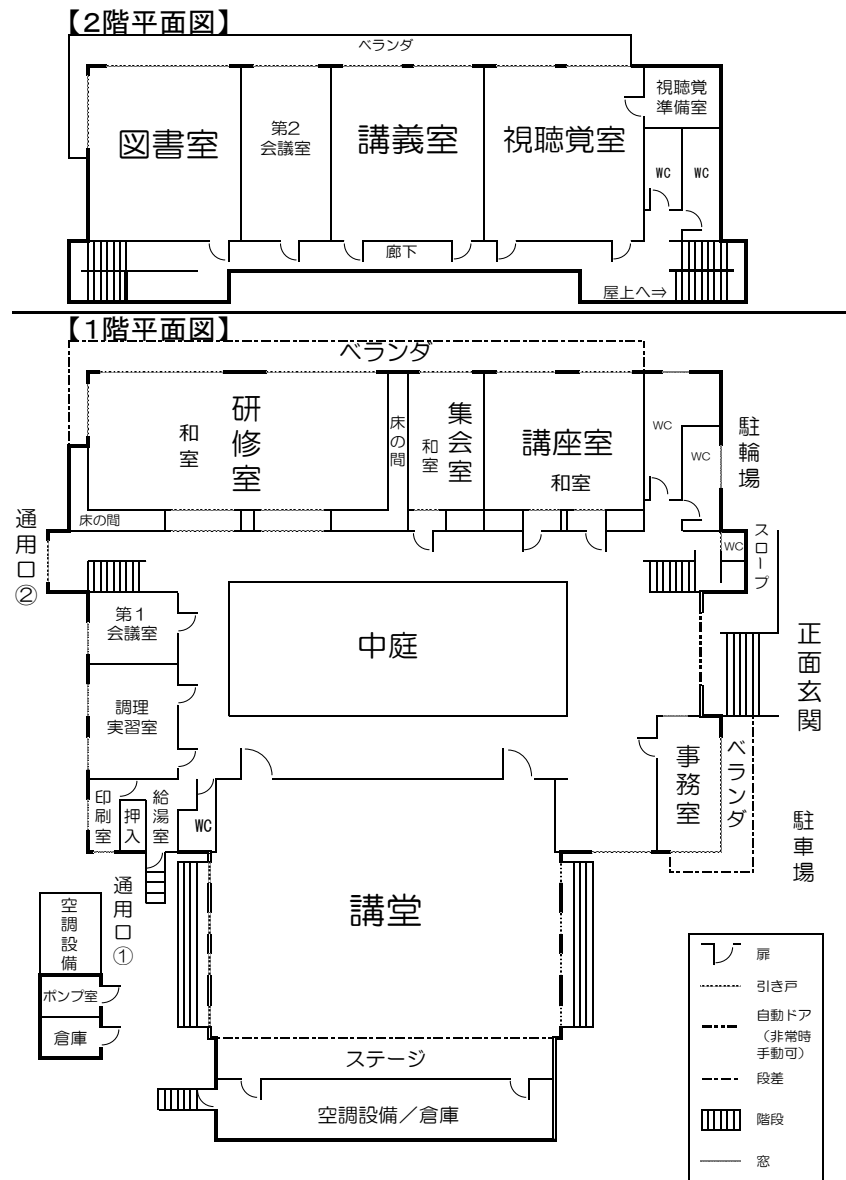 【2階平面図】
ベランダ
図書室
第2
会議室
講義室
視聴覚室
視聴覚
準備室
WC
WC
廊下
屋上へ⇒
【1階平面図】
ベランダ
和室
研修室
床の間
和室
集会室
講座室
和室
WC
WC
駐輪場
床の間
通用口②
WC
スロープ
第1
会議室
中庭
正面玄関
調理
実習室
事務室
ベランダ
印刷室
押入
給湯室
WC
駐車場
講堂
通用口①
空調設備
ポンプ室
倉庫
ステージ
空調設備/倉庫
扉
引き戸
自動ドア
(非常時
手動可)
段差
階段
窓